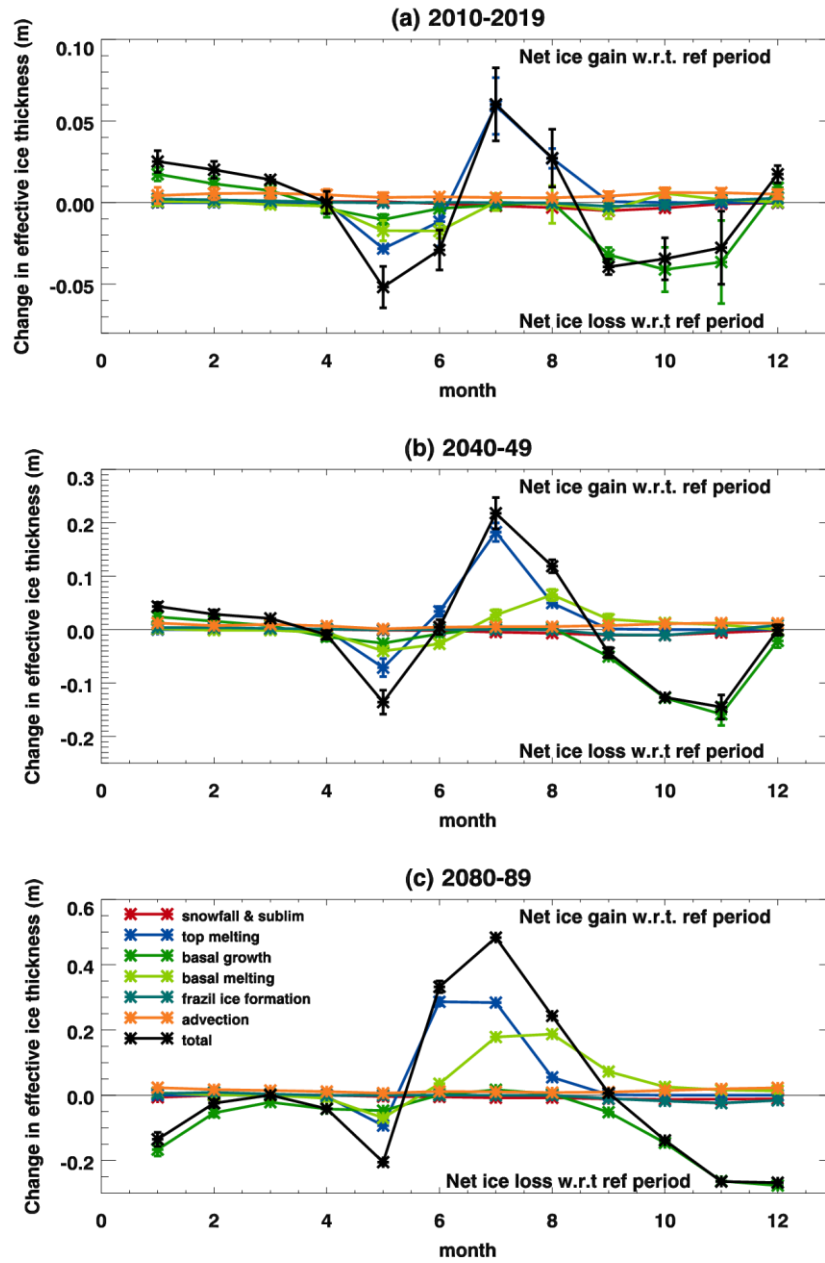 (a) 2010-2019
Change in effective ice thickness (m)
0.10
0.05
0.00
-0.05
Net ice gain w.r.t. ref period
Net ice loss w.r.t ref period
0 2 4 6 8 10 12
month
(b) 2040-49
Change in effective ice thickness (m)
0.3
0.2
0.1
0.0
-0.1
-0.2
Net ice gain w.r.t. ref period
Net ice loss w.r.t ref period
0 2 4 6 8 10 12
month
(c) 2080-89
Change in effective ice thickness (m)
0.6
0.4
0.2
0.0
-0.2
snowfall & sublim
top melting
basal growth
basal melting
frazil ice formation
advection
total
Net ice gain w.r.t. ref period
Net ice loss w.r.t ref period
0 2 4 6 8 10 12
month